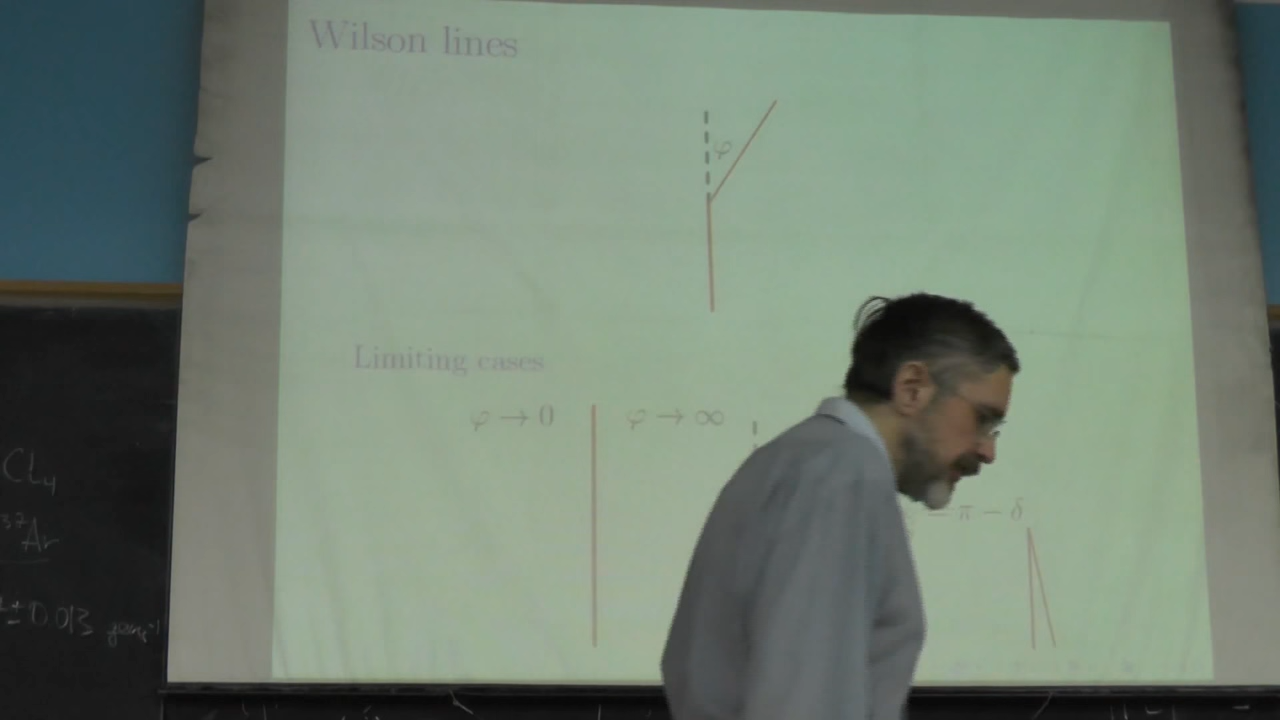 Wilson lines
φ
Limiting cases
φ → 0
φ → ∞
= π − δ
CL₄
³⁷Ar
± 0.013